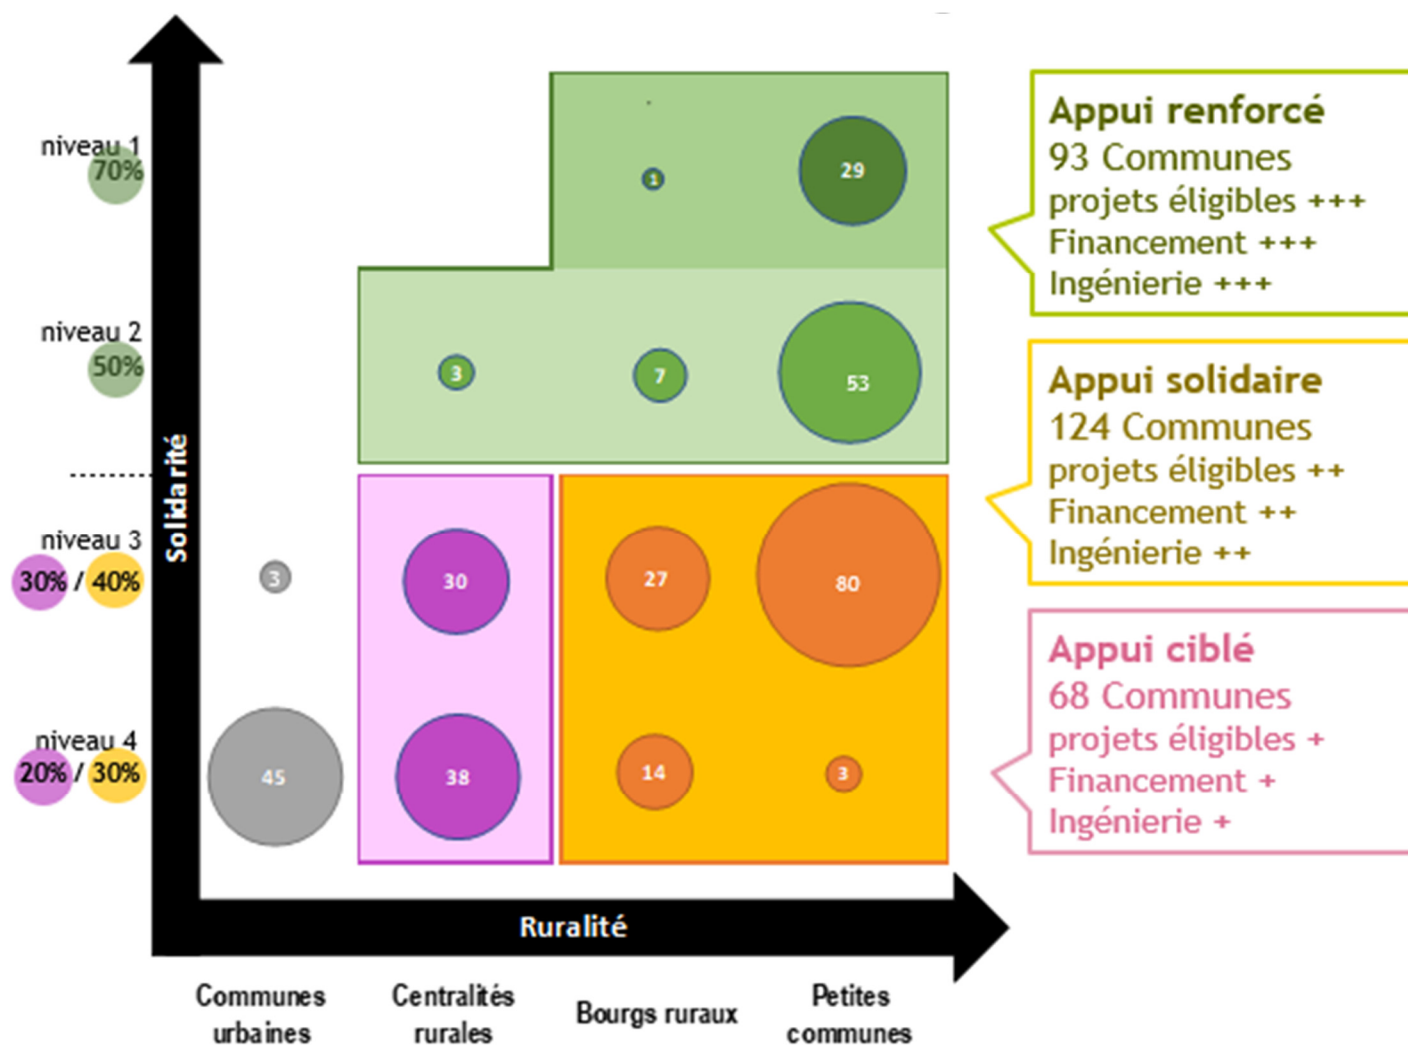 niveau 1
70%
1
29
niveau 2
50%
3
7
53
Solidarité
niveau 3
30% / 40%
3
30
27
80
niveau 4
20% / 30%
45
38
14
3
Ruralité
Communes
urbaines
Centralités
rurales
Bourgs ruraux
Petites
communes
Appui renforcé
93 Communes
projets éligibles +++
Financement +++
Ingénierie +++
Appui solidaire
124 Communes
projets éligibles ++
Financement ++
Ingénierie ++
Appui ciblé
68 Communes
projets éligibles +
Financement +
Ingénierie +